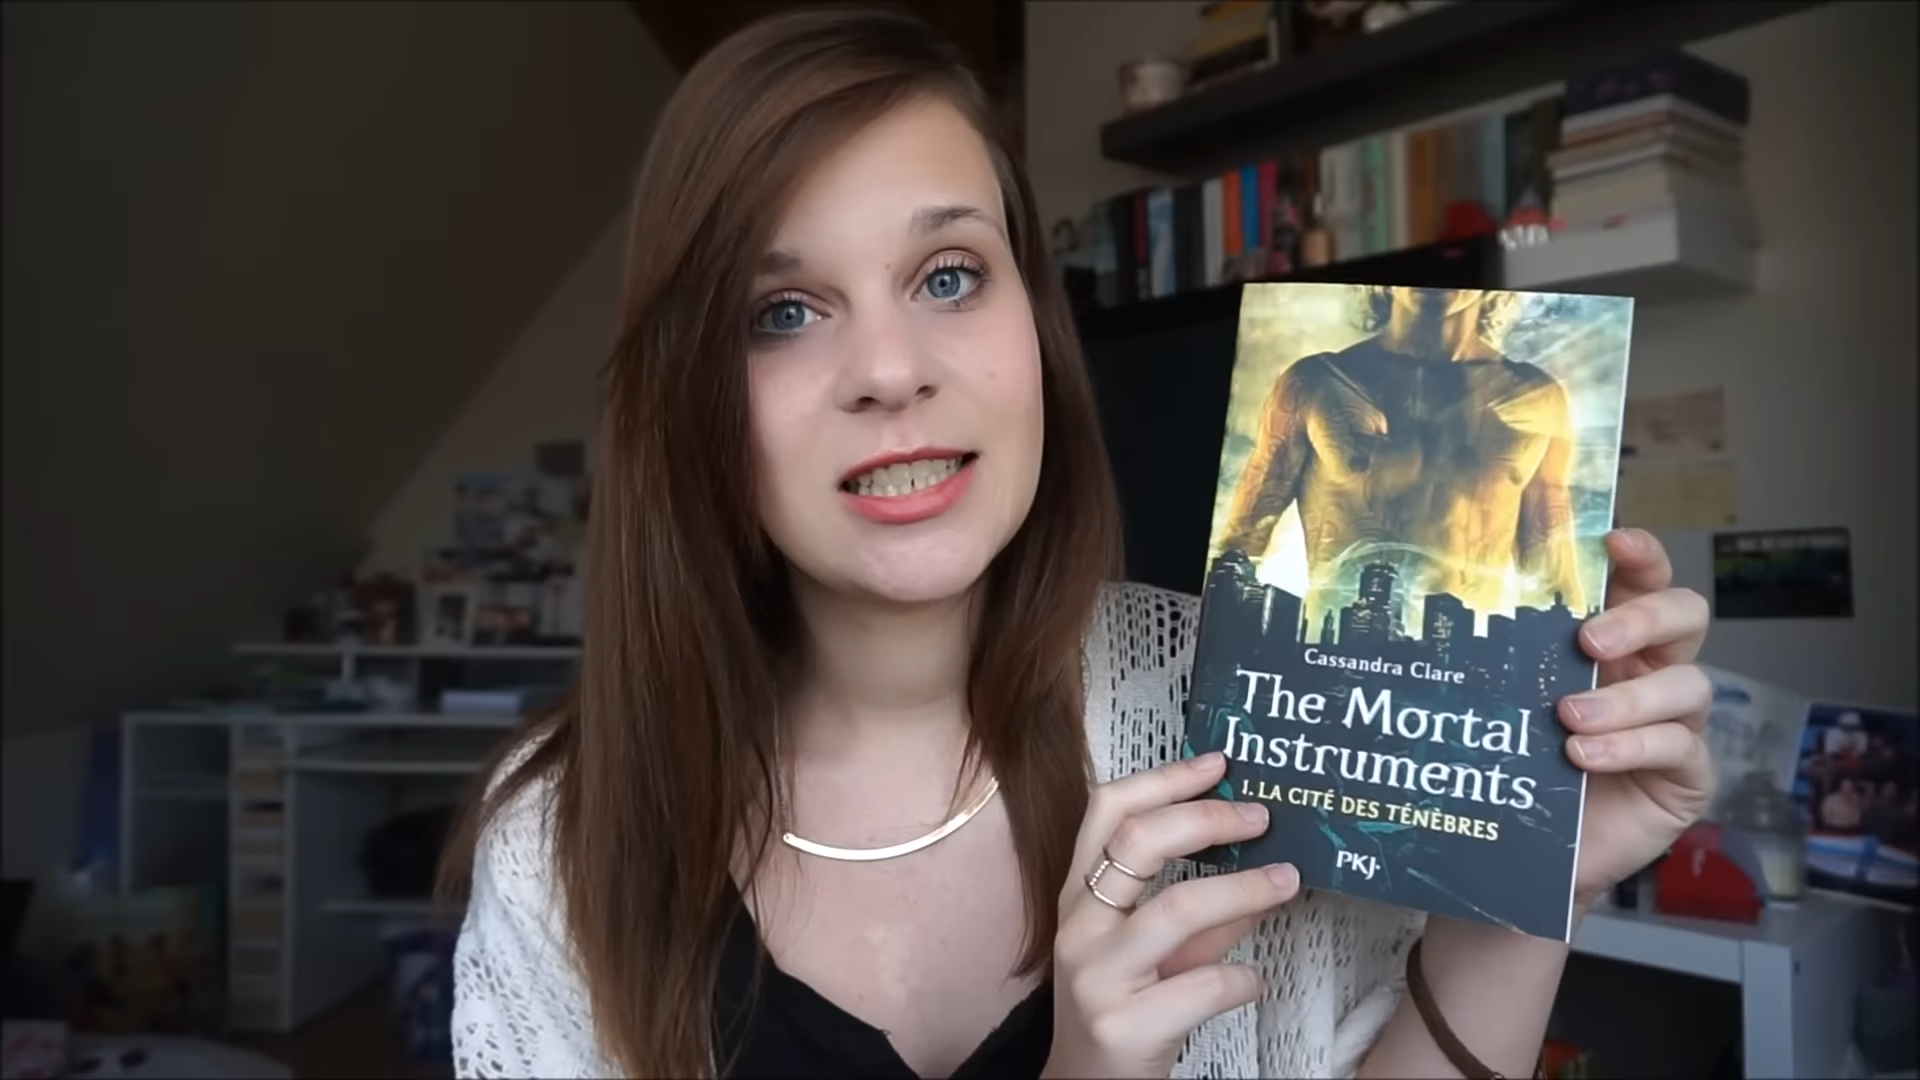 Cassandra Clare
The Mortal
Instruments
1. LA CITÉ DES TÉNÈBRES
PKJ·